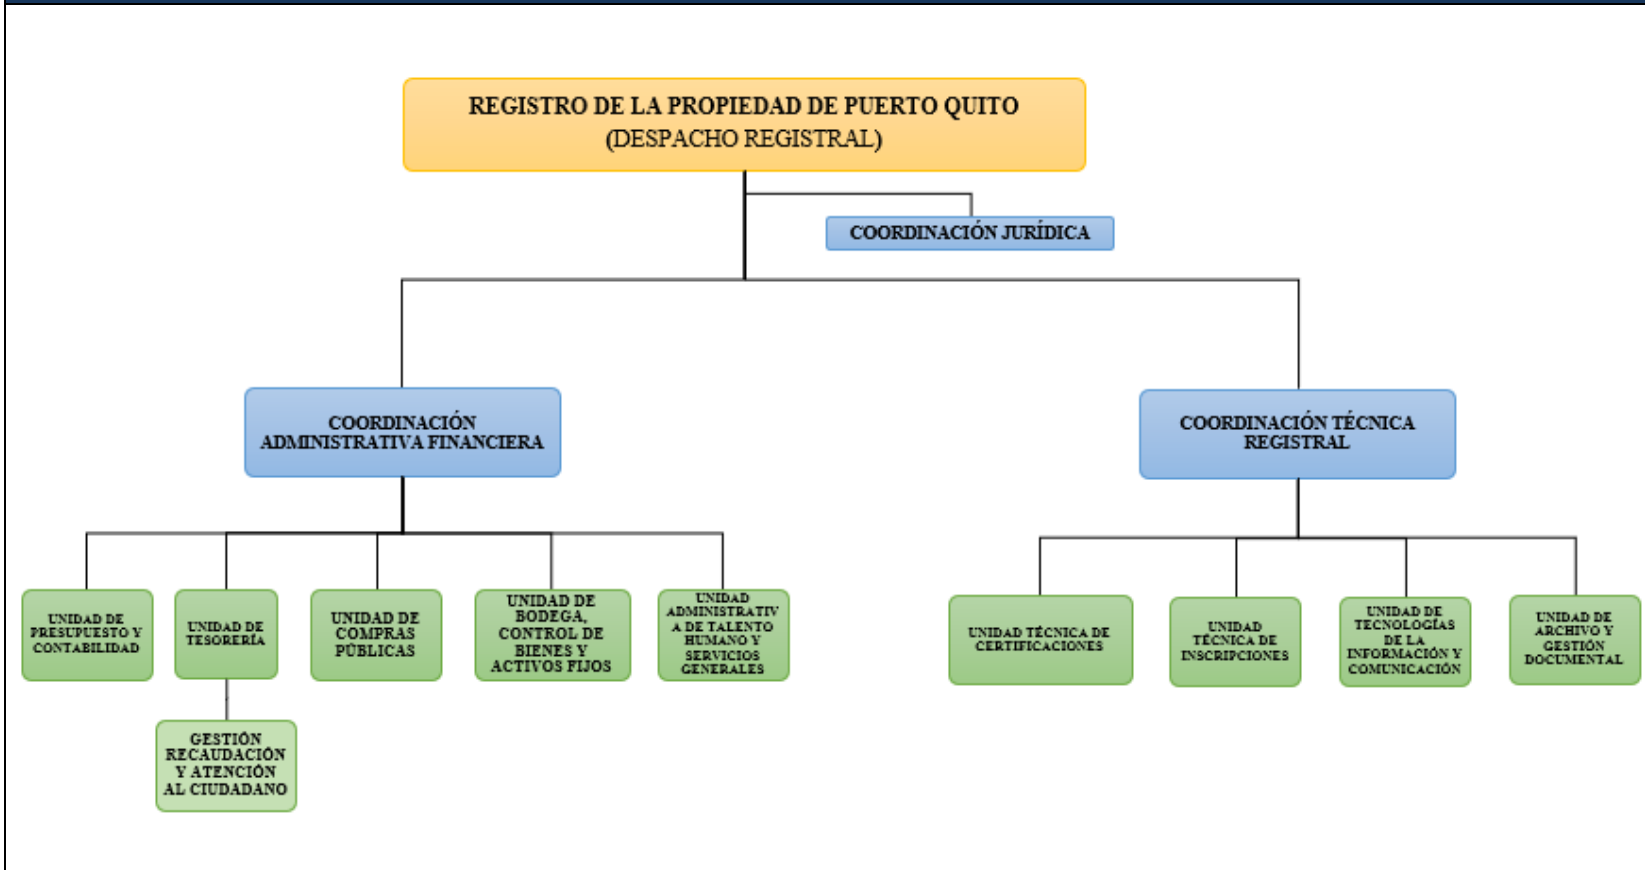 REGISTRO DE LA PROPIEDAD DE PUERTO QUITO
(DESPACHO REGISTRAL)
COORDINACIÓN JURÍDICA
COORDINACIÓN
ADMINISTRATIVA FINANCIERA
COORDINACIÓN TÉCNICA
REGISTRAL
UNIDAD DE
PRESUPUESTO Y
CONTABILIDAD
UNIDAD DE
TESORERÍA
UNIDAD DE
COMPRAS
PÚBLICAS
UNIDAD DE
BODEGA,
CONTROL DE
BIENES Y
ACTIVOS FIJOS
UNIDAD
ADMINISTRATIV
A DE TALENTO
HUMANO Y
SERVICIOS
GENERALES
UNIDAD TÉCNICA DE
CERTIFICACIONES
UNIDAD
TÉCNICA DE
INSCRIPCIONES
UNIDAD DE
TECNOLOGÍAS
DE LA
INFORMACIÓN Y
COMUNICACIÓN
UNIDAD DE
ARCHIVO Y
GESTIÓN
DOCUMENTAL
GESTIÓN
RECAUDACIÓN
Y ATENCIÓN
AL CIUDADANO